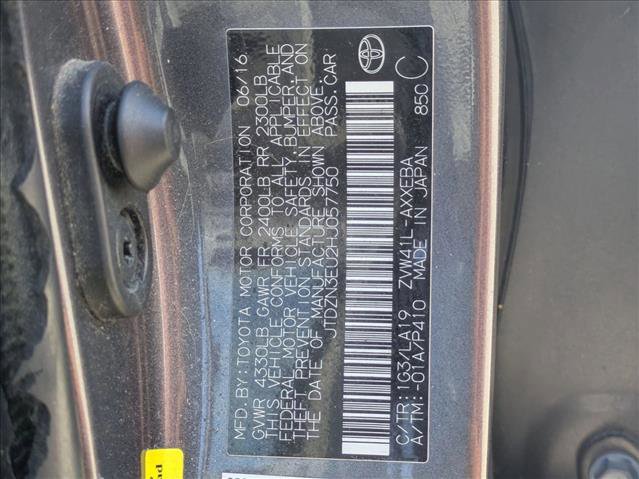 MFD.BY:TOYOTA MOTOR CORPORATION 06/16
GVWR 4330LB GAWR FR 2400LB RR 2300LB
THIS VEHICLE CONFORMS TO ALL APPLICABLE
FEDERAL MOTOR VEHICLE SAFETY, BUMPER, AND
THEFT PREVENTION STANDARDS IN EFFECT ON
THE DATE OF MANUFACTURE SHOWN ABOVE.
JTDZN3EU2HJ057750 PASS.CAR
C/TR:1G3/LA19 ZVW41L-AXXEBA
A/TM:-01A/P410 MADE IN JAPAN 850 C